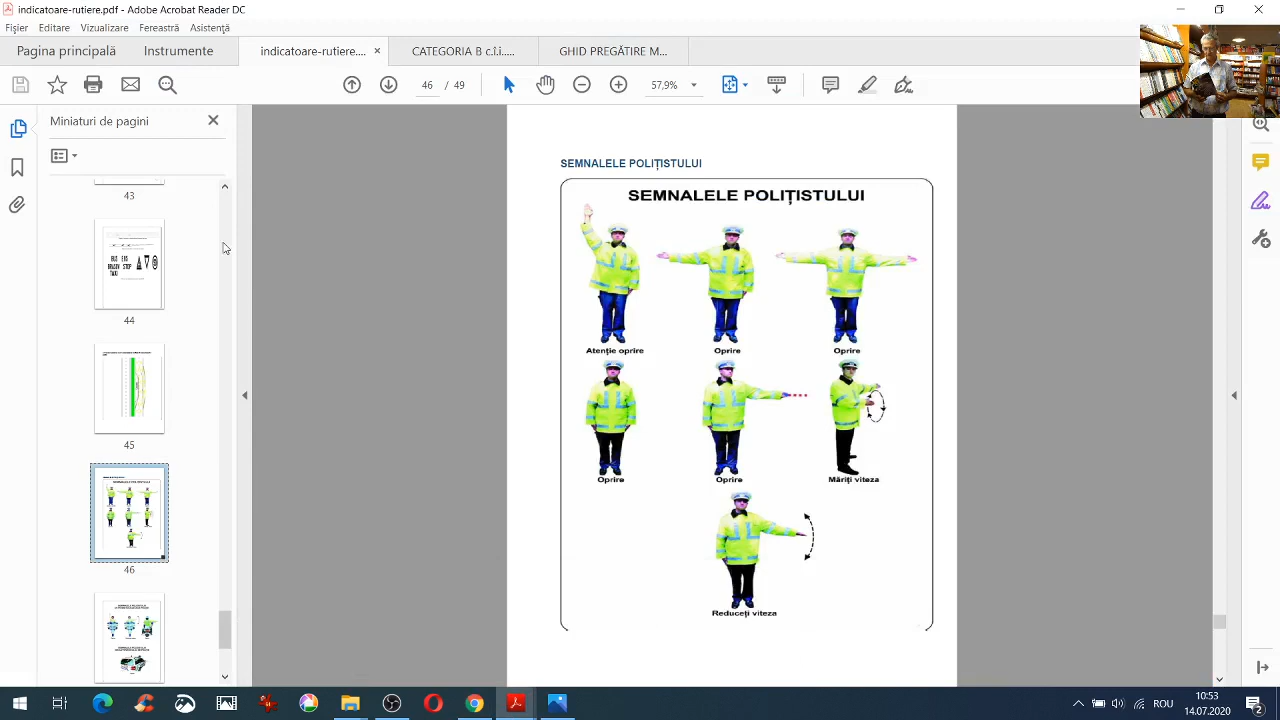 indicatoare-rutiere.pdf - Adobe Acrobat Reader DC
Fișier Editare Vizualizare Fereastră Asistență
Pagina principală Instrumente indicatoare-rutiere.... × CATEGORIA B c.î.i... GHID PREGĂTIRE M...
46 / 49 57,9%
Miniaturi de pagini
43
44
45
46
SEMNALELE POLIȚISTULUI
SEMNALELE POLIȚISTULUI
Atenție oprire Oprire Oprire
Oprire Oprire Măriți viteza
Reduceți viteza
ROU
10:53
14.07.2020
2